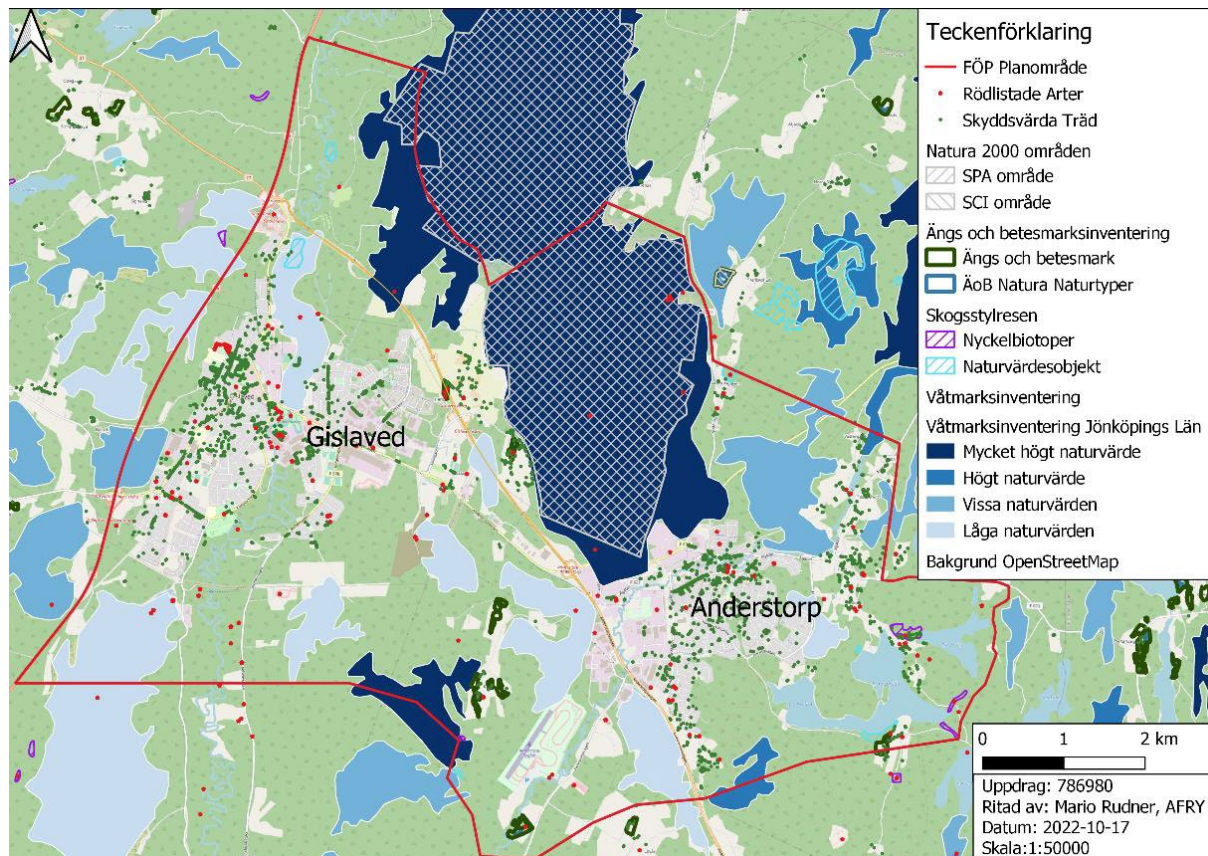 Teckenförklaring
FÖP Planområde
Rödlistade Arter
Skyddsvärda Träd
Natura 2000 områden
SPA område
SCI område
Ängs och betesmarksinventering
Ängs och betesmark
ÄoB Natura Naturtyper
Skogsstylresen
Nyckelbiotoper
Naturvärdesobjekt
Våtmarksinventering
Våtmarksinventering Jönköpings Län
Mycket högt naturvärde
Högt naturvärde
Vissa naturvärden
Låga naturvärden
Bakgrund OpenStreetMap
Gislaved
Anderstorp
0 1 2 km
Uppdrag: 786980
Ritad av: Mario Rudner, AFRY
Datum: 2022-10-17
Skala:1:50000